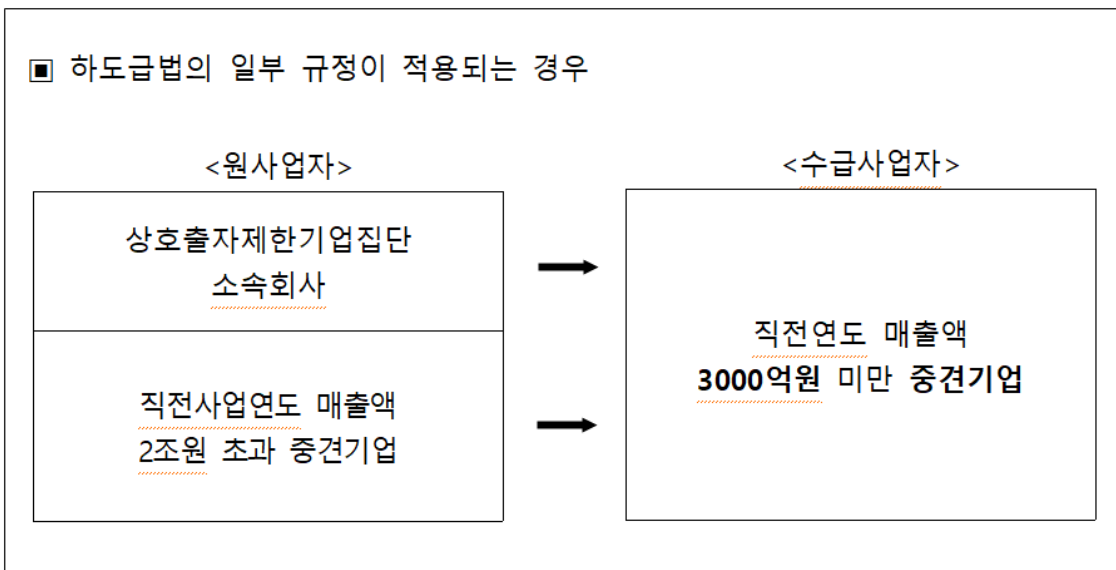 ▣ 하도급법의 일부 규정이 적용되는 경우
<원사업자>
상호출자제한기업집단
소속회사
직전사업연도 매출액
2조원 초과 중견기업
<수급사업자>
직전연도 매출액
3000억원 미만 중견기업